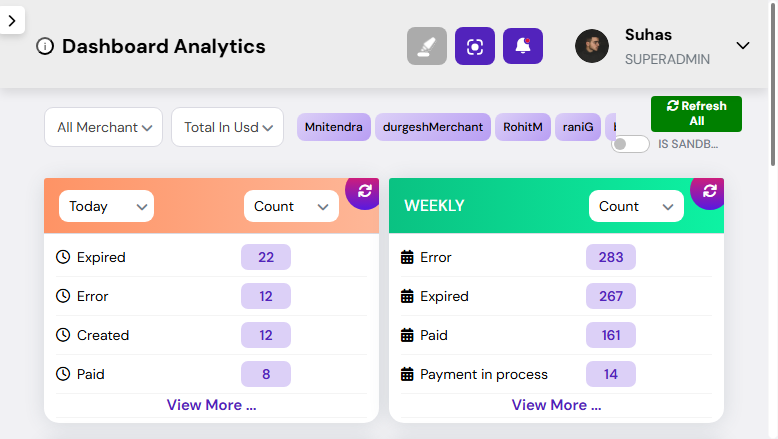 Dashboard Analytics
Suhas
SUPERADMIN
All Merchant
Total In Usd
Mnitendra
durgeshMerchant
RohitM
raniG
Refresh
All
IS SANDB...
Today
Count
WEEKLY
Count
Expired 22
Error 12
Created 12
Paid 8
View More ...
Error 283
Expired 267
Paid 161
Payment in process 14
View More ...